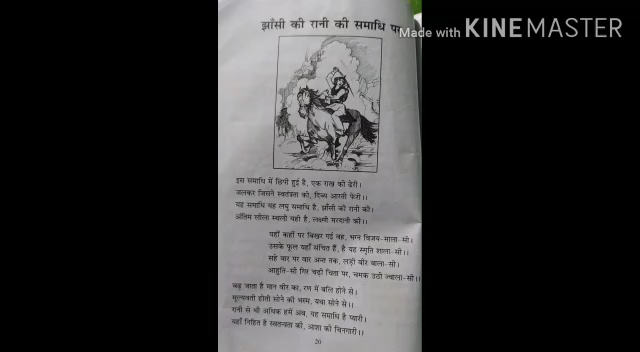 झाँसी की रानी की समाधि पर
Made with KINEMASTER
इस समाधि में छिपी हुई है, एक राख की ढेरी।
जलकर जिसने स्वतंत्रता की, दिव्य आरती फेरी।।
यह समाधि यह लघु समाधि है, झाँसी की रानी की।
अंतिम लीला स्थली यही है, लक्ष्मी मरदानी की।।
यहाँ कहीं पर बिखर गई वह, भग्न विजय-माला-सी।
उसके फूल यहाँ संचित हैं, है यह स्मृति शाला-सी।
सहे वार पर वार अन्त तक, लड़ी वीर बाला-सी।
आहुति-सी गिर चढ़ी चिता पर, चमक उठी ज्वाला-सी।।
बढ़ जाता है मान वीर का, रण में बलि होने से।
मूल्यवती होती सोने की भस्म, यथा सोने से।।
रानी से भी अधिक हमें अब, यह समाधि है प्यारी।
यहाँ निहित है स्वतन्त्रता की, आशा की चिनगारी।।
20